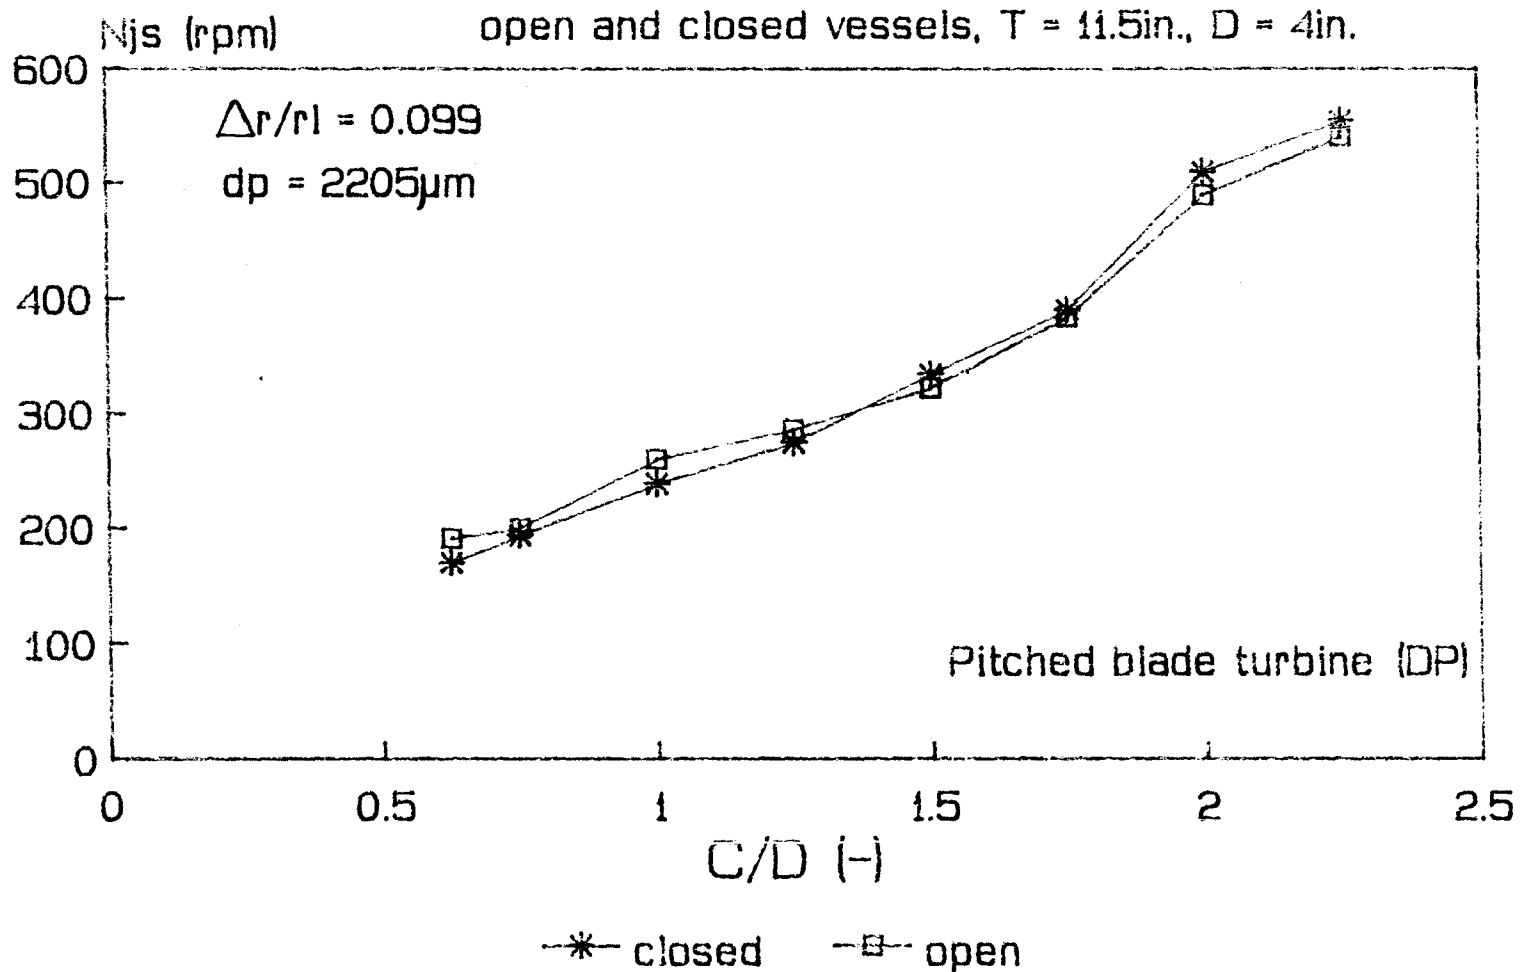 Njs (rpm)
open and closed vessels, T = 11.5in., D = 4in.
600
Δr/rl = 0.099
dp = 2205µm
500
400
300
200
100
Pitched blade turbine (DP)
0
0 0.5 1 1.5 2 2.5
C/D (-)
closed open